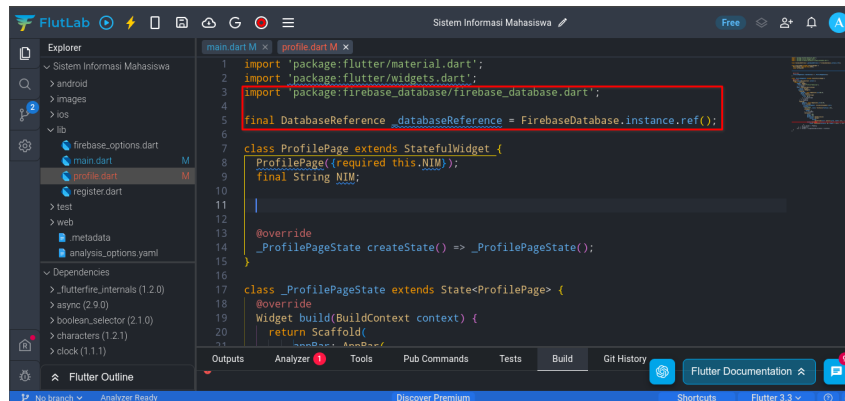 FlutLab
Sistem Informasi Mahasiswa
Free
A
Explorer
Sistem Informasi Mahasiswa
android
images
ios
lib
firebase_options.dart
main.dart M
profile.dart M
register.dart
test
web
.metadata
analysis_options.yaml
Dependencies
_flutterfire_internals (1.2.0)
async (2.9.0)
boolean_selector (2.1.0)
characters (1.2.1)
clock (1.1.1)
Flutter Outline
2
R
main.dart M ×
profile.dart M ×
1 import 'package:flutter/material.dart';
2 import 'package:flutter/widgets.dart';
3 import 'package:firebase_database/firebase_database.dart';
4
5 final DatabaseReference _databaseReference = FirebaseDatabase.instance.ref();
6
7 class ProfilePage extends StatefulWidget {
8 ProfilePage({required this.NIM});
9 final String NIM;
10
11
12
13 @override
14 _ProfilePageState createState() => _ProfilePageState();
15 }
16
17 class _ProfilePageState extends State<ProfilePage> {
18 @override
19 Widget build(BuildContext context) {
20 return Scaffold(
21 appBar: AppBar(
Outputs Analyzer 1 Tools Pub Commands Tests Build Git History
Flutter Documentation
No branch Analyzer Ready Discover Premium Shortcuts Flutter 3.3